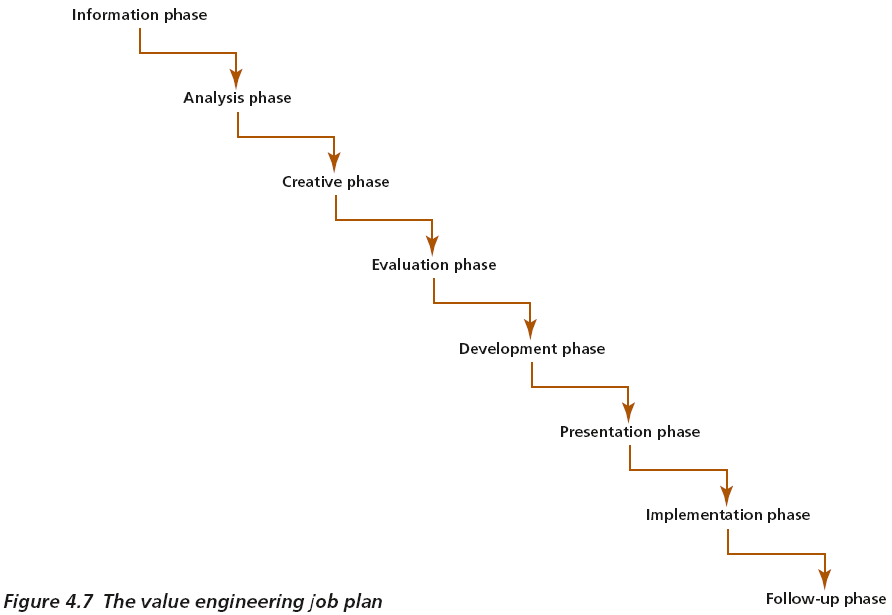 Information phase
Analysis phase
Creative phase
Evaluation phase
Development phase
Presentation phase
Implementation phase
Follow-up phase
Figure 4.7 The value engineering job plan